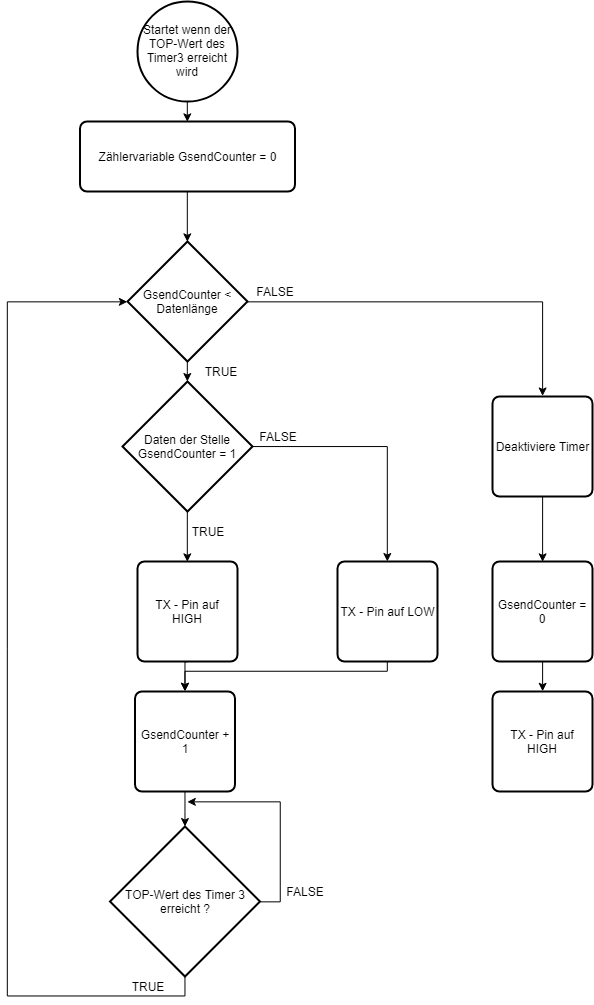 Startet wenn der
TOP-Wert des
Timer3 erreicht
wird
Zählervariable GsendCounter = 0
GsendCounter <
Datenlänge
FALSE
TRUE
Daten der Stelle
GsendCounter = 1
FALSE
Deaktiviere Timer
TRUE
TX - Pin auf
HIGH
TX - Pin auf LOW
GsendCounter =
0
GsendCounter +
1
TX - Pin auf
HIGH
TOP-Wert des Timer 3
erreicht ?
FALSE
TRUE